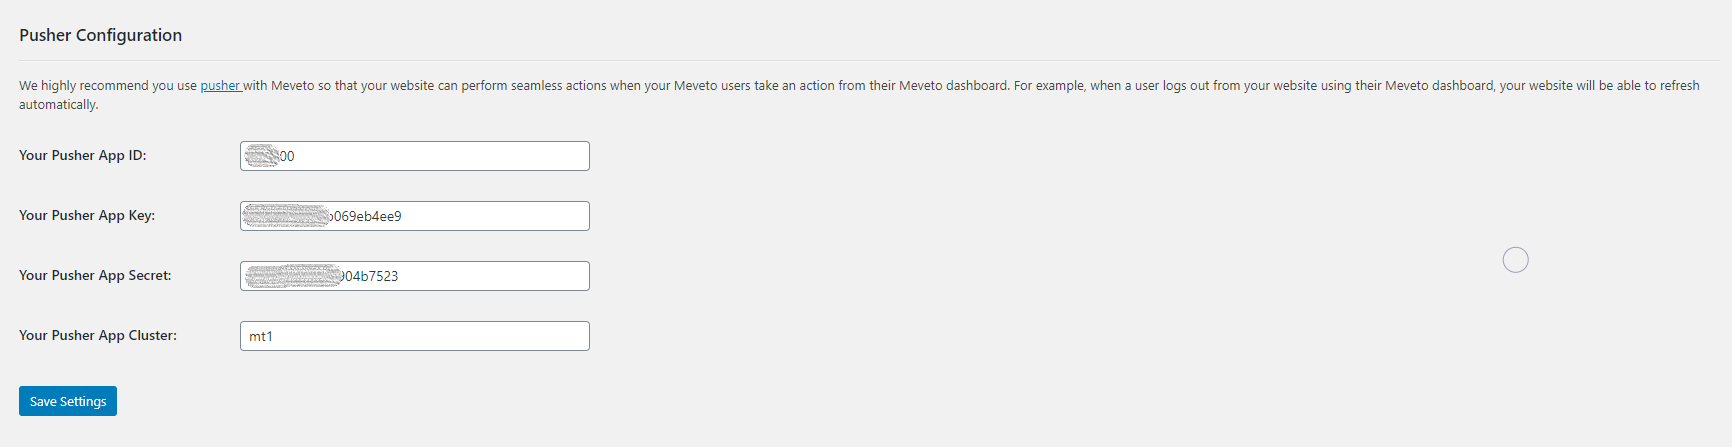 Pusher Configuration
We highly recommend you use pusher with Meveto so that your website can perform seamless actions when your Meveto users take an action from their Meveto dashboard. For example, when a user logs out from your website using their Meveto dashboard, your website will be able to refresh
automatically.
Your Pusher App ID: 00
Your Pusher App Key: 069eb4ee9
Your Pusher App Secret: 04b7523
Your Pusher App Cluster: mt1
Save Settings